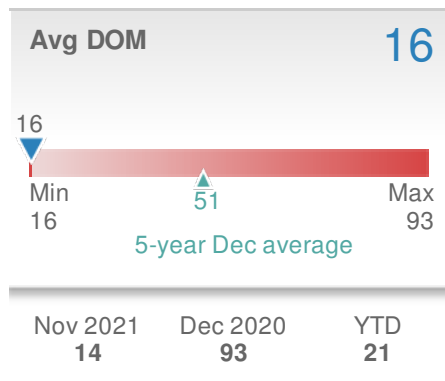 Avg DOM 16
16
Min 51 Max
16 93
5-year Dec average
Nov 2021 Dec 2020 YTD
14 93 21